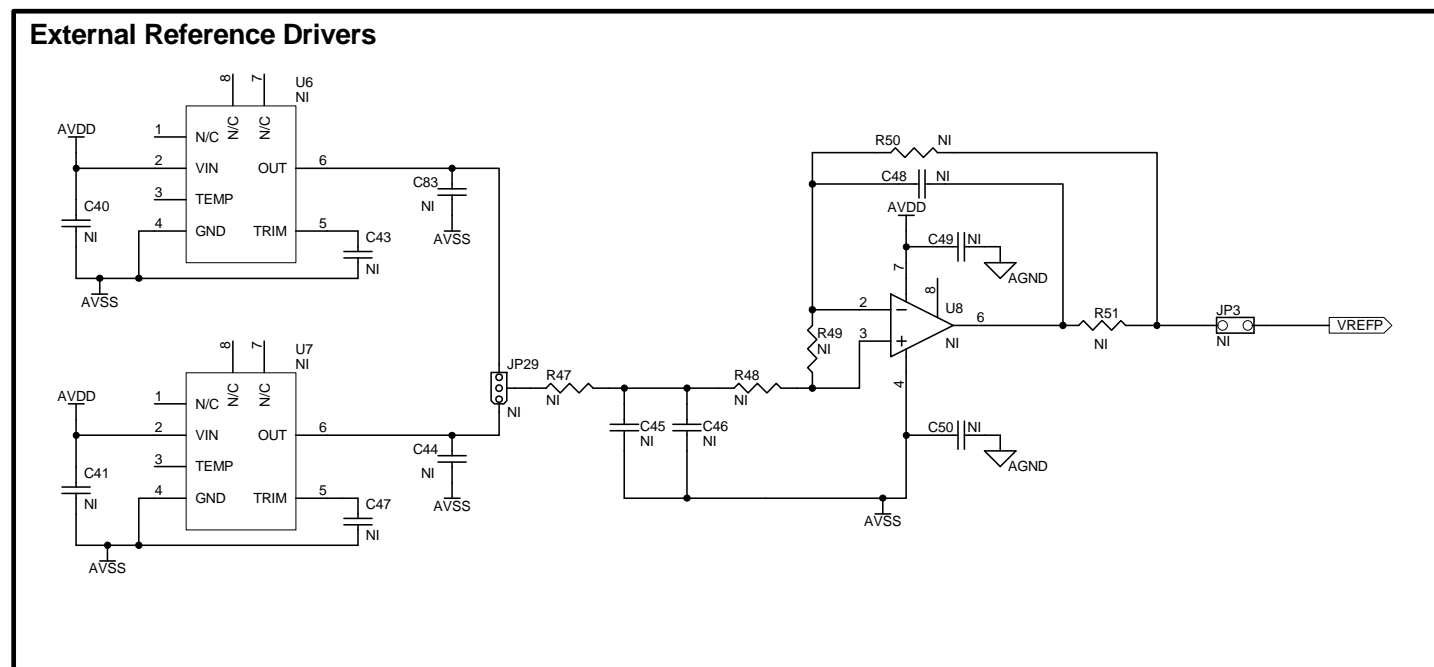 External Reference Drivers
8
7
U6
NI
N/C
N/C
AVDD
1
N/C
2
VIN
OUT
6
3
TEMP
C83
NI
AVSS
C40
NI
4
GND
TRIM
5
C43
NI
AVSS
8
7
U7
NI
N/C
N/C
AVDD
1
N/C
2
VIN
OUT
6
3
TEMP
C44
NI
AVSS
C41
NI
4
GND
TRIM
5
C47
NI
AVSS
JP29
NI
R47
NI
C45
NI
C46
NI
R48
NI
R49
NI
R50
NI
C48
NI
AVDD
C49
NI
AGND
7
8
2
3
U8
NI
6
4
C50
NI
AGND
AVSS
R51
NI
JP3
NI
VREFP